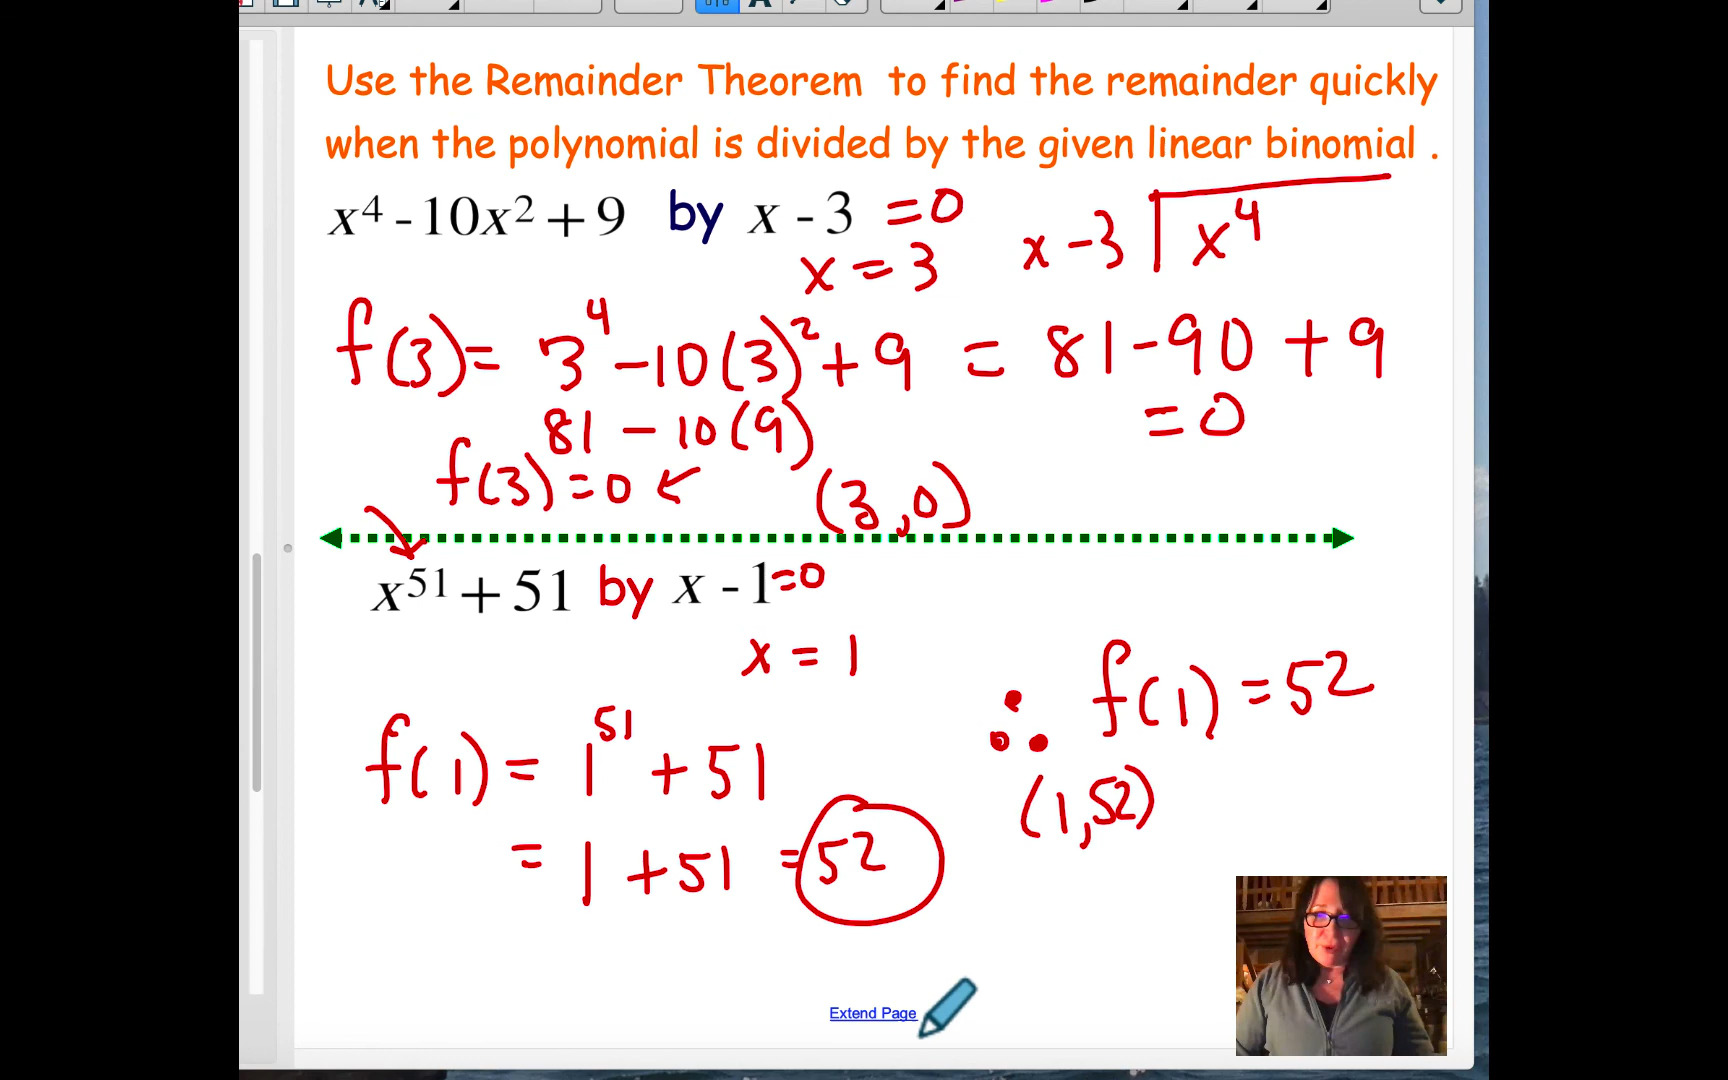 Use the Remainder Theorem to find the remainder quickly
when the polynomial is divided by the given linear binomial .
x⁴ - 10x² + 9 by x - 3 = 0
x = 3
x - 3 | x⁴
f(3) = 3⁴ - 10(3)² + 9 = 81 - 90 + 9
81 - 10(9)
= 0
f(3) = 0 ←
(3, 0)
x⁵¹ + 51 by x - 1 = 0
x = 1
∴ f(1) = 52
f(1) = 1⁵¹ + 51
(1, 52)
= 1 + 51 = 52
Extend Page